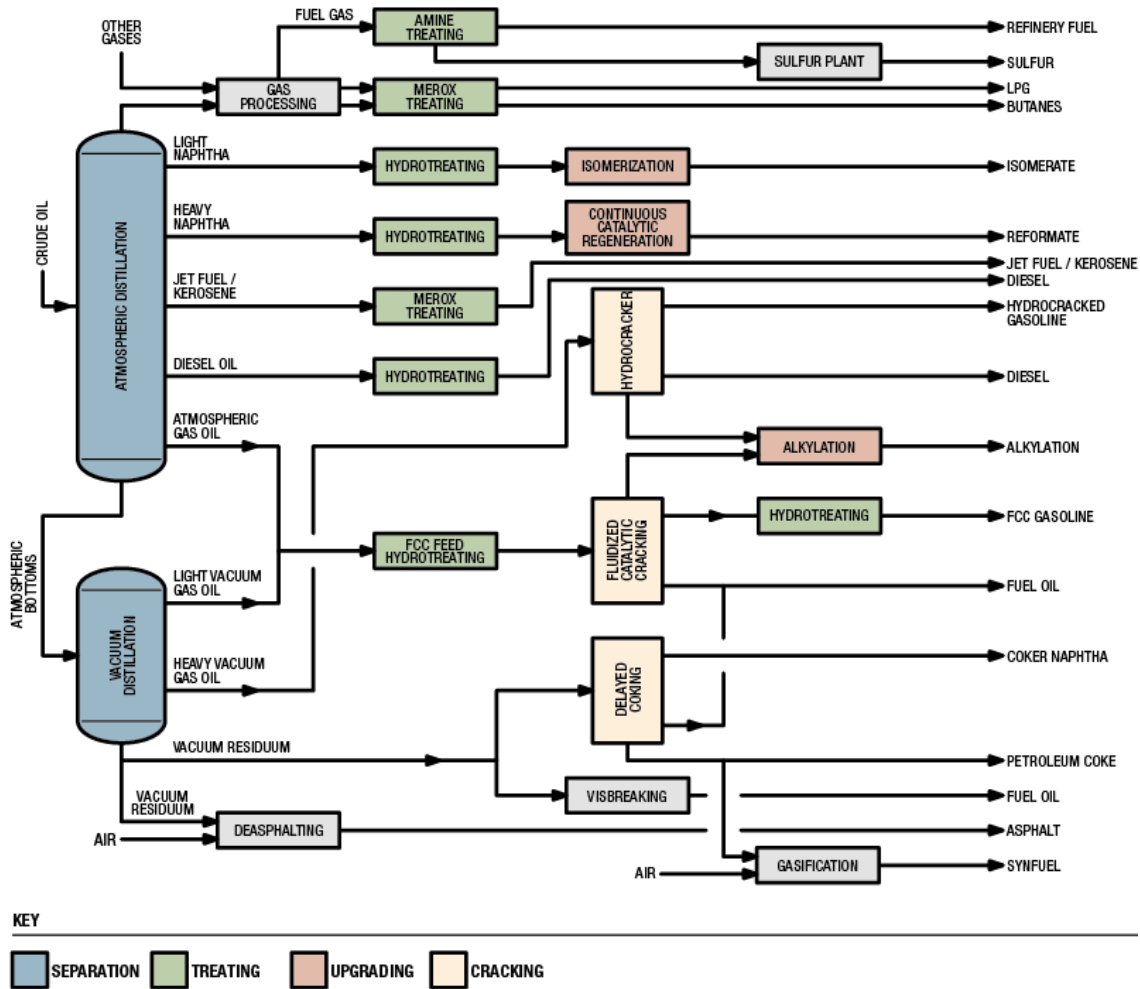 OTHER
GASES
FUEL GAS
AMINE
TREATING
REFINERY FUEL
SULFUR PLANT
SULFUR
GAS
PROCESSING
MEROX
TREATING
LPG
BUTANES
LIGHT
NAPHTHA
HYDROTREATING
ISOMERIZATION
ISOMERATE
HEAVY
NAPHTHA
HYDROTREATING
CONTINUOUS
CATALYTIC
REGENERATION
REFORMATE
CRUDE OIL
ATMOSPHERIC DISTILLATION
JET FUEL /
KEROSENE
MEROX
TREATING
JET FUEL / KEROSENE
DIESEL
HYDROCRACKER
HYDROCRACKED
GASOLINE
DIESEL OIL
HYDROTREATING
DIESEL
ATMOSPHERIC
GAS OIL
ALKYLATION
ALKYLATION
FLUIDIZED
CATALYTIC
CRACKING
HYDROTREATING
FCC GASOLINE
FCC FEED
HYDROTREATING
ATMOSPHERIC
BOTTOMS
LIGHT VACUUM
GAS OIL
FUEL OIL
VACUUM
DISTILLATION
HEAVY VACUUM
GAS OIL
DELAYED
COKING
COKER NAPHTHA
VACUUM RESIDUUM
PETROLEUM COKE
VACUUM
RESIDUUM
VISBREAKING
FUEL OIL
AIR
DEASPHALTING
ASPHALT
AIR
GASIFICATION
SYNFUEL
KEY
SEPARATION
TREATING
UPGRADING
CRACKING